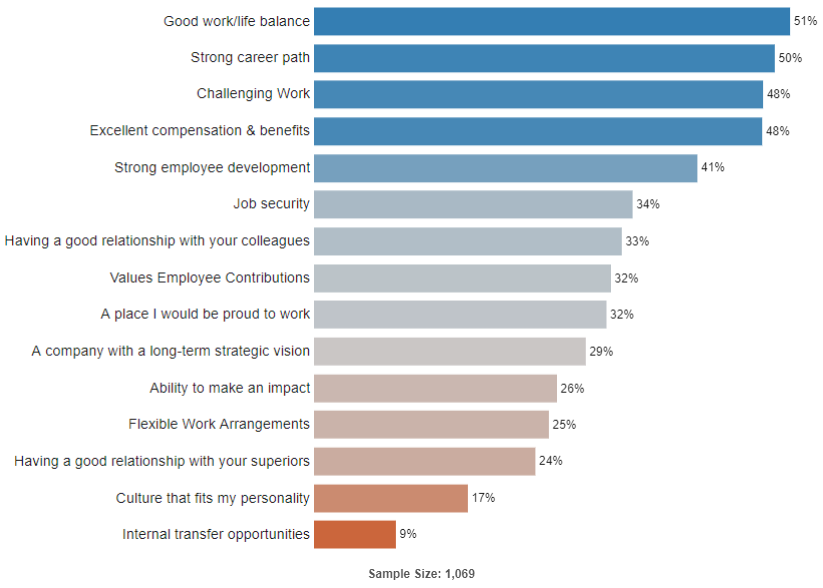 Good work/life balance 51%
Strong career path 50%
Challenging Work 48%
Excellent compensation & benefits 48%
Strong employee development 41%
Job security 34%
Having a good relationship with your colleagues 33%
Values Employee Contributions 32%
A place I would be proud to work 32%
A company with a long-term strategic vision 29%
Ability to make an impact 26%
Flexible Work Arrangements 25%
Having a good relationship with your superiors 24%
Culture that fits my personality 17%
Internal transfer opportunities 9%
Sample Size: 1,069